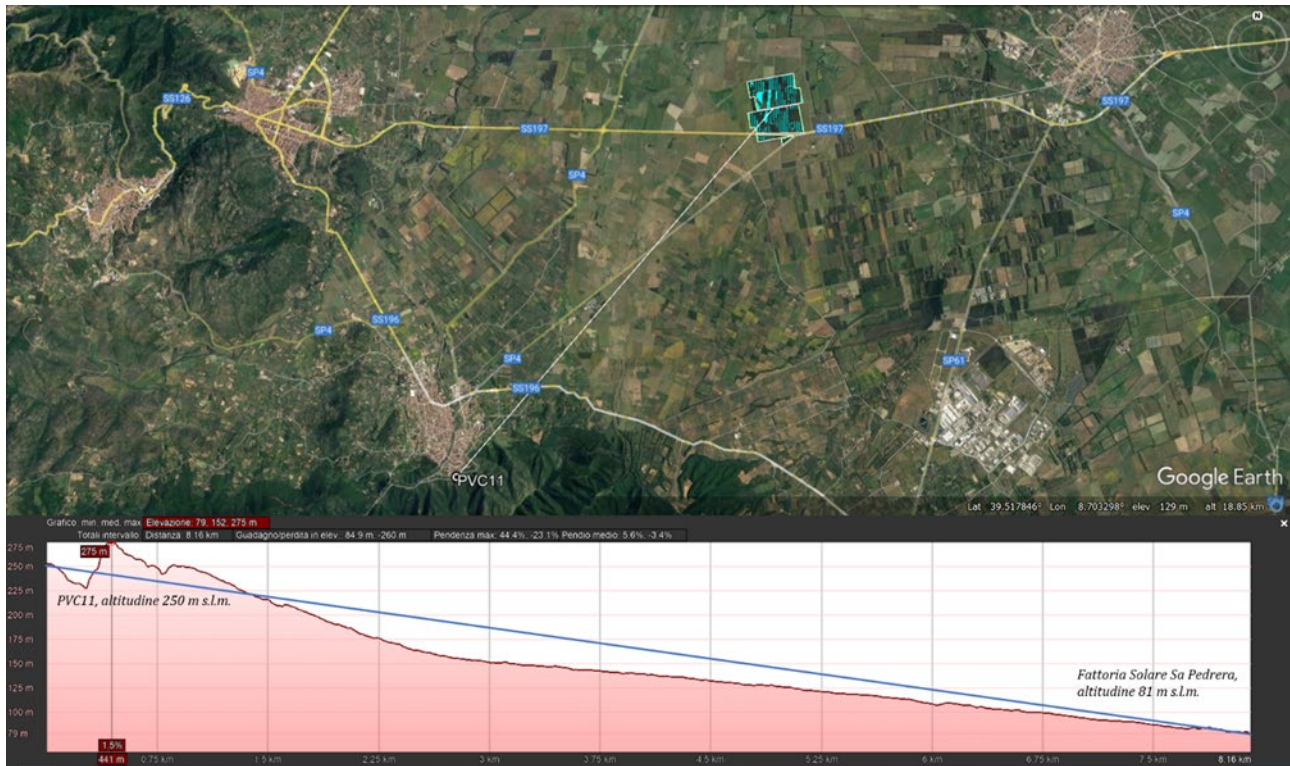 N
SP4
SS126
SS197
SS197
SS197
SP4
SP4
SS196
SP4
SP4
SS196
SP61
PVC11
Google Earth
Lat 39.517846° Lon 8.703298° elev 129 m alt 18.85 km
Grafico min, med, max Elevazione: 79, 152, 275 m
Totali intervallo Distanza: 8.16 km Guadagno/perdita in elev.: 84.9 m, -260 m Pendenza max: 44.4%, -23.1% Pendio medio: 5.6%, -3.4%
275 m
275 m
250 m
225 m
200 m
175 m
150 m
125 m
100 m
79 m
PVC11, altitudine 250 m s.l.m.
Fattoria Solare Sa Pedrera,
altitudine 81 m s.l.m.
1.5%
441 m 0.75 km 1.5 km 2.25 km 3 km 3.75 km 4.5 km 5.25 km 6 km 6.75 km 7.5 km 8.16 km